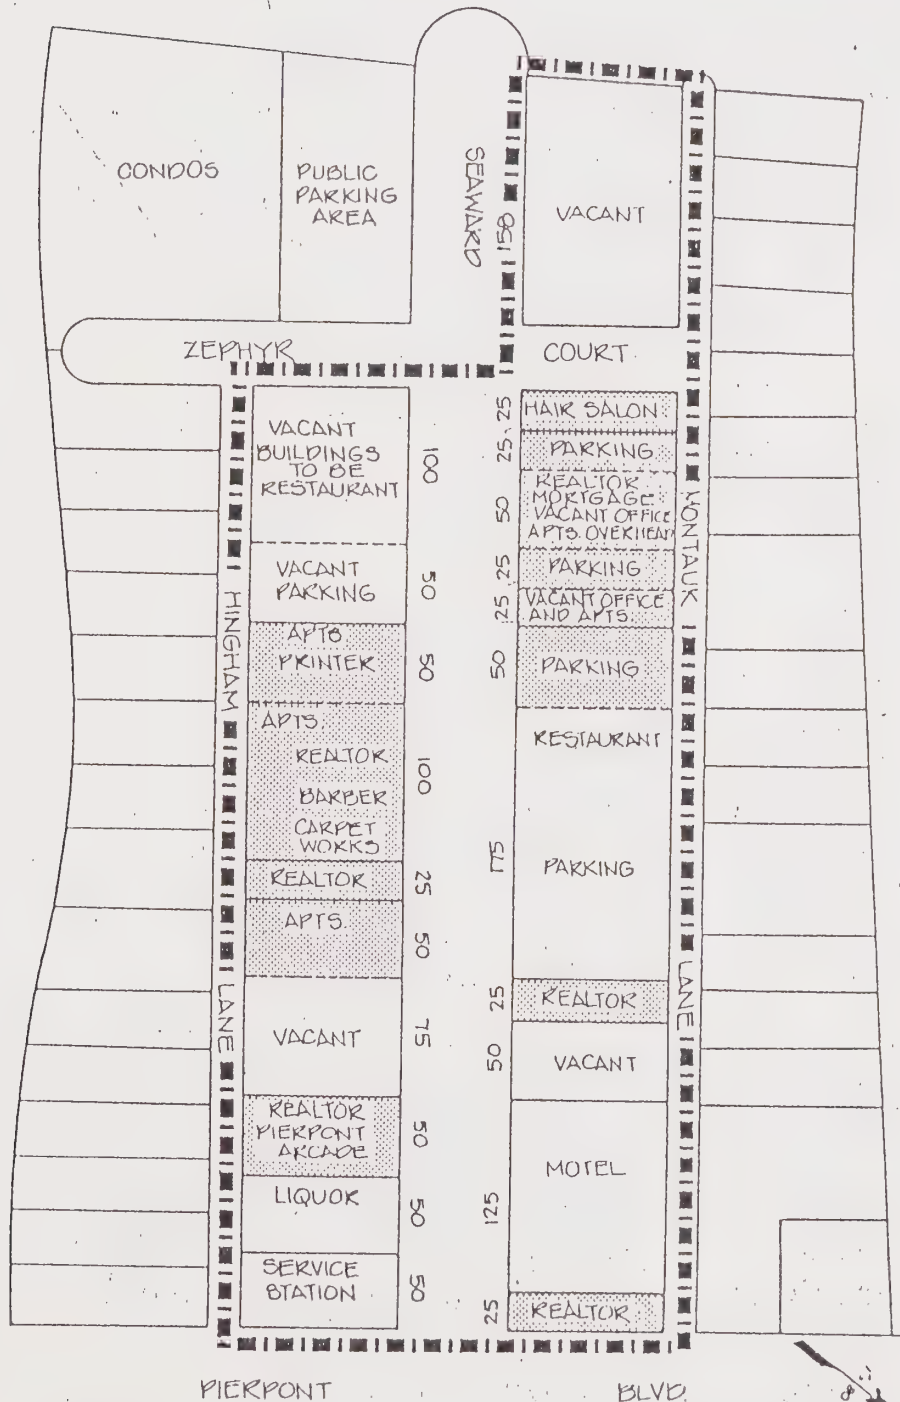 CONDOS
PUBLIC
PARKING
AREA
SEAWARD
158
VACANT
ZEPHYR
COURT
VACANT
BUILDINGS
TO BE
RESTAURANT
100
VACANT
PARKING
50
APTS
PRINTER
50
APTS.
REALTOR
BARBER
CARPET
WORKS
100
REALTOR
25
APTS.
50
VACANT
75
REALTOR
PIERPONT
ARCADE
50
LIQUOR
50
SERVICE
STATION
50
HINGHAM
LANE
25
HAIR SALON
25
PARKING
50
REALTOR
MORTGAGE
VACANT OFFICE
APTS. OVERHEAD
25
PARKING
25
VACANT OFFICE
AND APTS.
50
PARKING
RESTAURANT
175
PARKING
25
REALTOR
50
VACANT
125
MOTEL
25
REALTOR
MONTAUK
LANE
PIERPONT
BLVD.